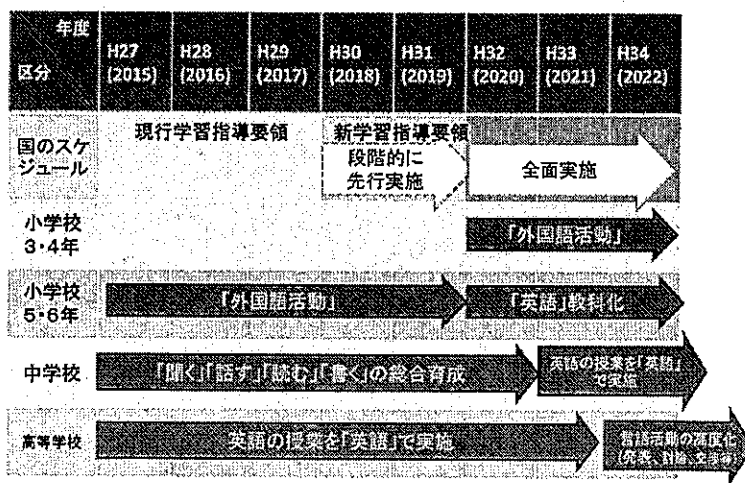 年度
区分
H27 H28 H29 H30 H31 H32 H33 H34
(2015) (2016) (2017) (2018) (2019) (2020) (2021) (2022)
国のスケ
ジュール
現行学習指導要領
新学習指導要領
段階的に
先行実施
全面実施
小学校
3・4年
「外国語活動」
小学校
5・6年
「外国語活動」
「英語」教科化
中学校
「聞く」「話す」「読む」「書く」の総合育成
英語の授業を「英語」
で実施
高等学校
英語の授業を「英語」で実施
言語活動の高度化
(発表、討論、交渉等)